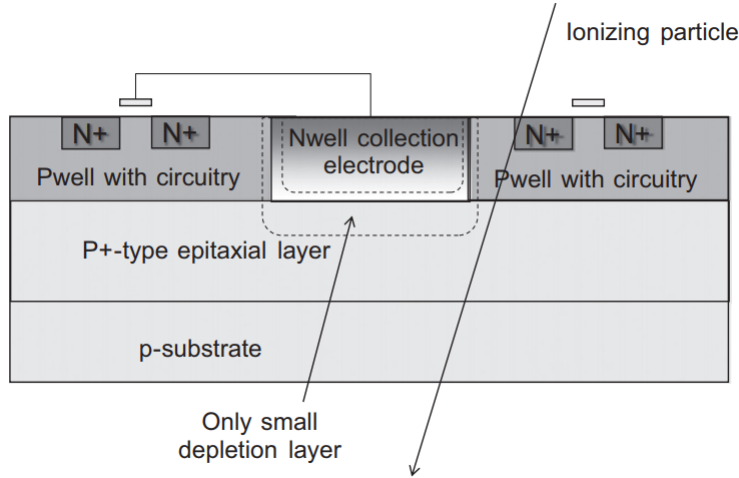 Ionizing particle
N+ N+ Nwell collection N+ N+
electrode
Pwell with circuitry Pwell with circuitry
P+-type epitaxial layer
p-substrate
Only small
depletion layer